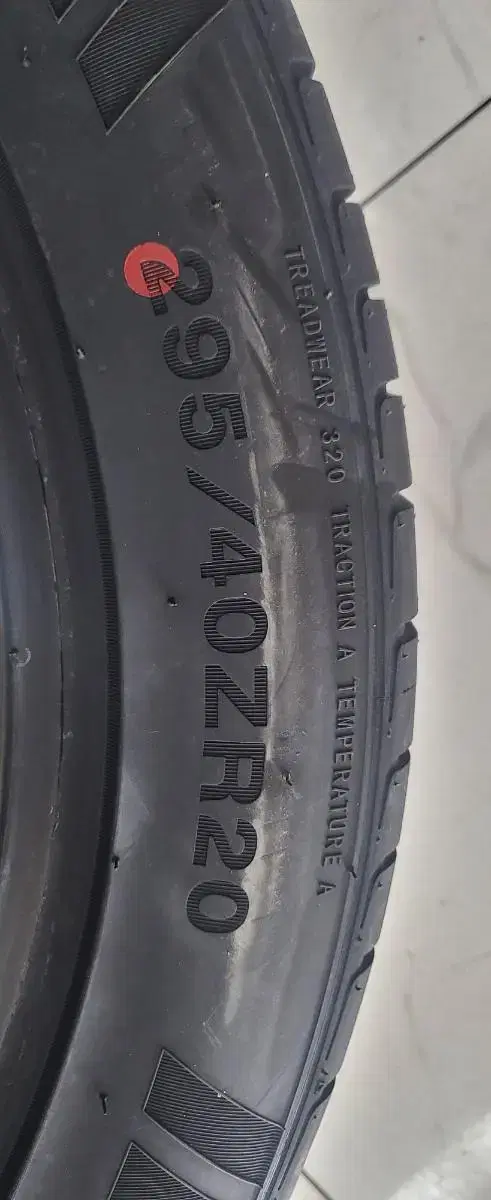 TREADWEAR 320 TRACTION A TEMPERATURE A
295/40ZR20